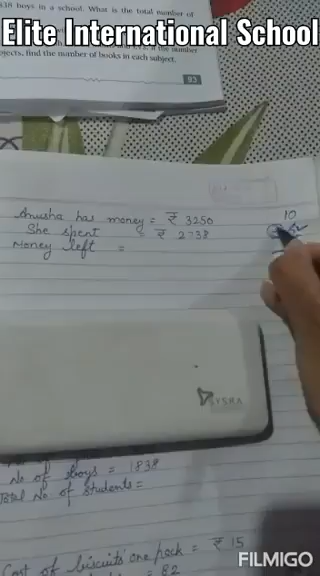 838 boys in a school. What is the total number of
Elite International School
bjects, find the number of books in each subject.
93
Anusha has money = ₹ 3250
10
She spent = ₹ 2738
Money left =
SYSKA
No of boys = 1838
Total No of students =
Cost of biscuits one pack = ₹ 15
= 82
FILMIGO